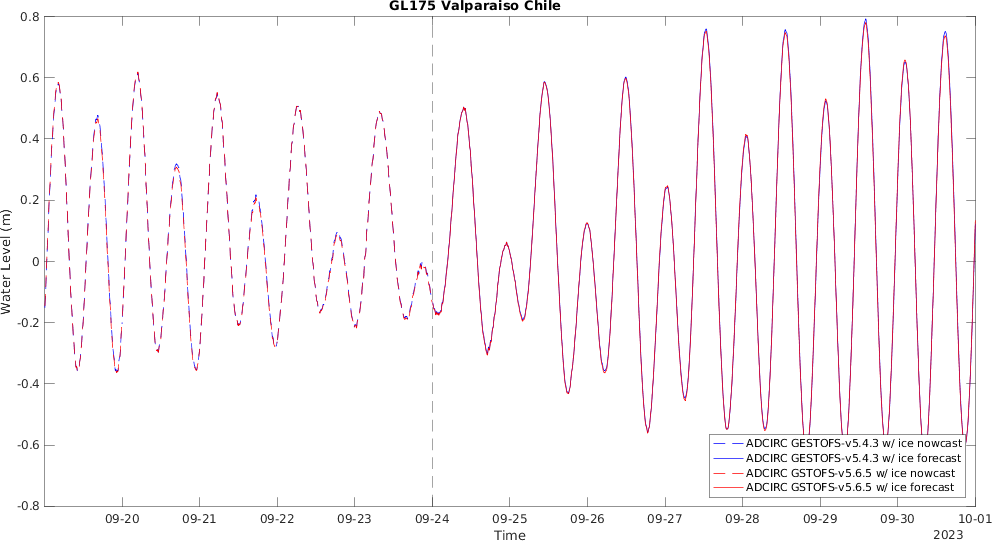 GL175 Valparaiso Chile
0.8
0.6
0.4
0.2
0
-0.2
-0.4
-0.6
-0.8
Water Level (m)
ADCIRC GESTOFS-v5.4.3 w/ ice nowcast
ADCIRC GESTOFS-v5.4.3 w/ ice forecast
ADCIRC GSTOFS-v5.6.5 w/ ice nowcast
ADCIRC GSTOFS-v5.6.5 w/ ice forecast
09-20 09-21 09-22 09-23 09-24 09-25 09-26 09-27 09-28 09-29 09-30 10-01
Time
2023